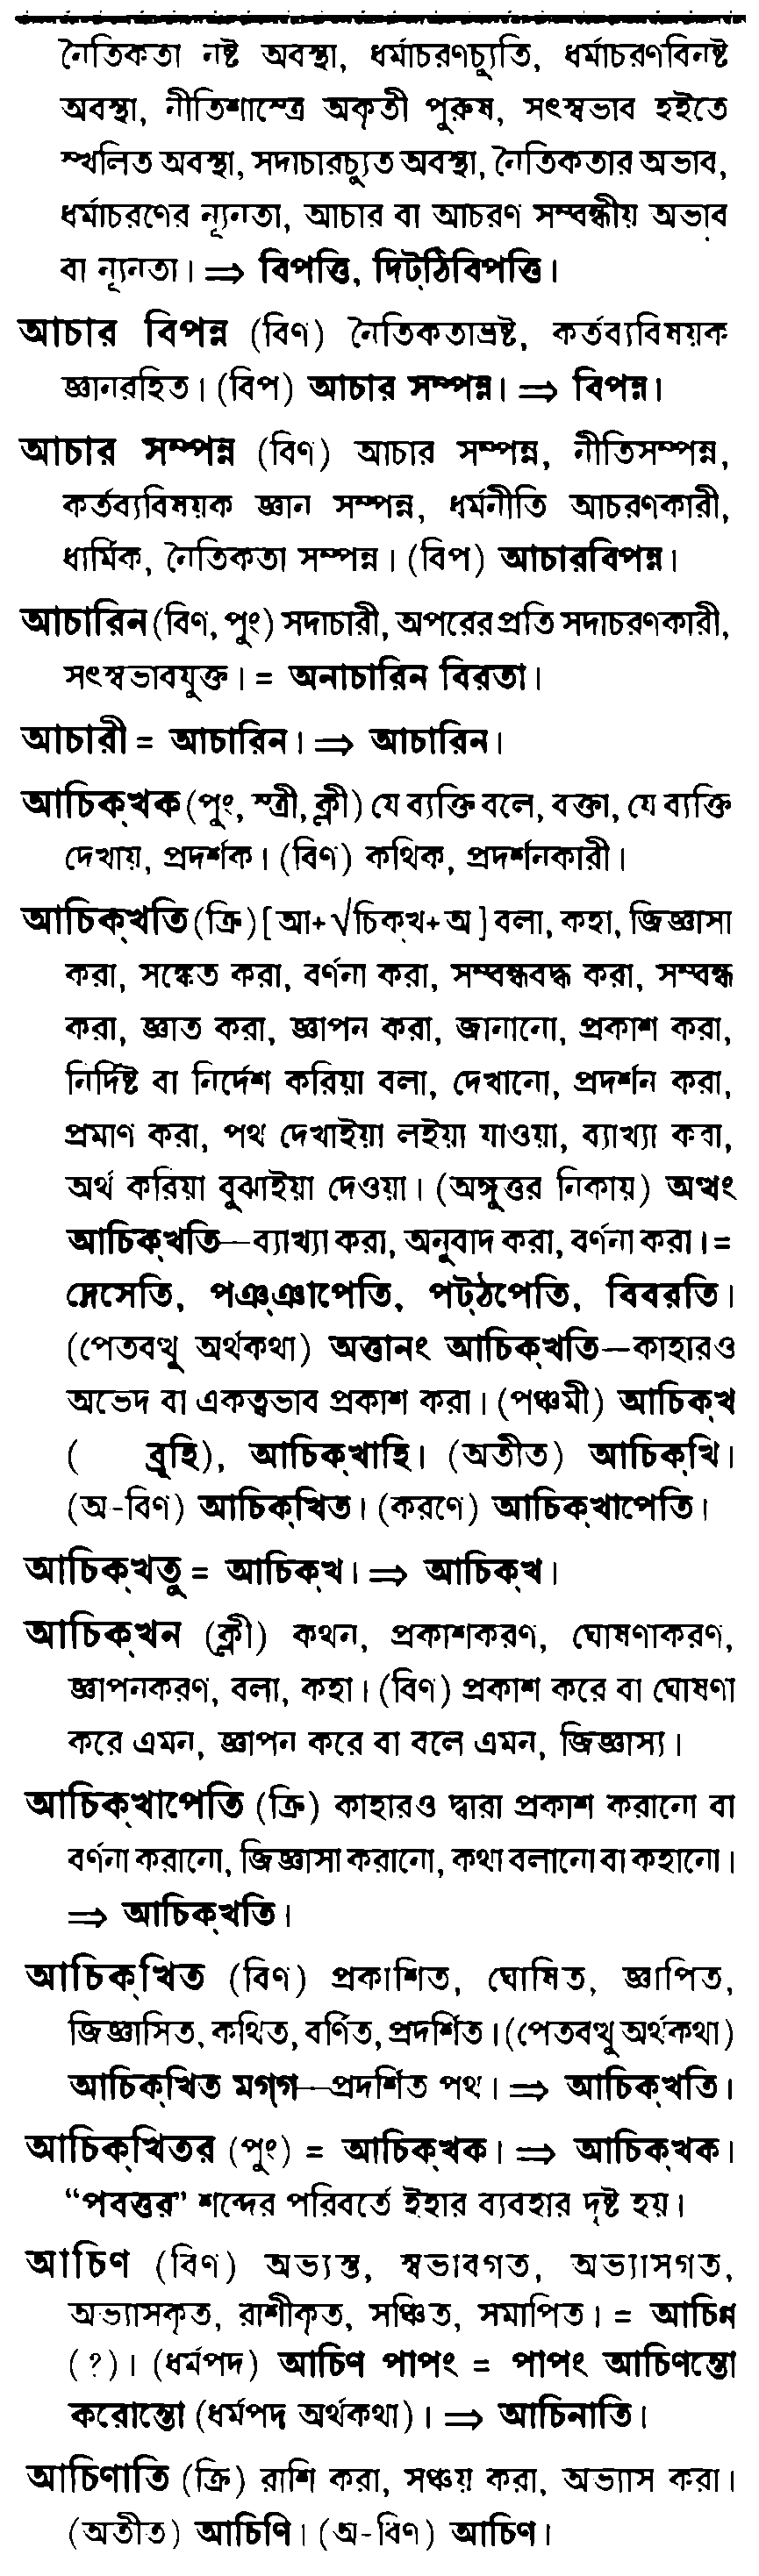 নৈতিকতা নষ্ট অবস্থা, ধর্মাচরণচ্যুতি, ধর্মাচরণবিনষ্ট
অবস্থা, নীতিশাস্ত্রে অকৃতী পুরুষ, সৎস্বভাব হইতে
স্খলিত অবস্থা, সদাচারচ্যুত অবস্থা, নৈতিকতার অভাব,
ধর্মাচরণের ন্যূনতা, আচার বা আচরণ সম্বন্ধীয় অভাব
বা ন্যূনতা। ⇒ বিপত্তি, দিট্‌ঠিবিপত্তি।
আচার বিপন্ন (বিণ) নৈতিকতাভ্রষ্ট, কর্তব্যবিষয়ক
জ্ঞানরহিত। (বিপ) আচার সম্পন্ন। ⇒ বিপন্ন।
আচার সম্পন্ন (বিণ) আচার সম্পন্ন, নীতিসম্পন্ন,
কর্তব্যবিষয়ক জ্ঞান সম্পন্ন, ধর্মনীতি আচরণকারী,
ধার্মিক, নৈতিকতা সম্পন্ন। (বিপ) আচারবিপন্ন।
আচারিন (বিণ, পুং) সদাচারী, অপরের প্রতি সদাচরণকারী,
সৎস্বভাবযুক্ত। = অনাচারিন বিরতা।
আচারী = আচারিন। ⇒ আচারিন।
আচিক্‌খক (পুং, স্ত্রী, ক্লী) যে ব্যক্তি বলে, বক্তা, যে ব্যক্তি
দেখায়, প্রদর্শক। (বিণ) কথিক, প্রদর্শনকারী।
আচিক্‌খতি (ক্রি) [আ+√চিক্‌খ+অ] বলা, কহা, জিজ্ঞাসা
করা, সঙ্কেত করা, বর্ণনা করা, সম্বন্ধবদ্ধ করা, সম্বন্ধ
করা, জ্ঞাত করা, জ্ঞাপন করা, জানানো, প্রকাশ করা,
নির্দিষ্ট বা নির্দেশ করিয়া বলা, দেখানো, প্রদর্শন করা,
প্রমাণ করা, পথ দেখাইয়া লইয়া যাওয়া, ব্যাখ্যা করা,
অর্থ করিয়া বুঝাইয়া দেওয়া। (অঙ্গুত্তর নিকায়) অত্থং
আচিক্‌খতি—ব্যাখ্যা করা, অনুবাদ করা, বর্ণনা করা। =
দেসেতি, পঞ্‌ঞাপেতি, পট্‌ঠপেতি, বিবরতি।
(পেতবত্থু অর্থকথা) অত্তানং আচিক্‌খতি—কাহারও
অভেদ বা একত্বভাব প্রকাশ করা। (পঞ্চমী) আচিক্‌খ
( ব্রূহি), আচিক্‌খাহি। (অতীত) আচিক্‌খি।
(অ-বিণ) আচিক্‌খিত। (করণে) আচিক্‌খাপেতি।
আচিক্‌খতু = আচিক্‌খ। ⇒ আচিক্‌খ।
আচিক্‌খন (ক্লী) কথন, প্রকাশকরণ, ঘোষণাকরণ,
জ্ঞাপনকরণ, বলা, কহা। (বিণ) প্রকাশ করে বা ঘোষণা
করে এমন, জ্ঞাপন করে বা বলে এমন, জিজ্ঞাস্য।
আচিক্‌খাপেতি (ক্রি) কাহারও দ্বারা প্রকাশ করানো বা
বর্ণনা করানো, জিজ্ঞাসা করানো, কথা বলানো বা কহানো।
⇒ আচিক্‌খতি।
আচিক্‌খিত (বিণ) প্রকাশিত, ঘোষিত, জ্ঞাপিত,
জিজ্ঞাসিত, কথিত, বর্ণিত, প্রদর্শিত। (পেতবত্থু অর্থকথা)
আচিক্‌খিত মগ্‌গ—প্রদর্শিত পথ। ⇒ আচিক্‌খতি।
আচিক্‌খিতর (পুং) = আচিক্‌খক। ⇒ আচিক্‌খক।
“পবত্তর” শব্দের পরিবর্তে ইহার ব্যবহার দৃষ্ট হয়।
আচিণ (বিণ) অভ্যস্ত, স্বভাবগত, অভ্যাসগত,
অভ্যাসকৃত, রাশীকৃত, সঞ্চিত, সমাপিত। = আচিন্ন
(?)। (ধর্মপদ) আচিণ পাপং = পাপং আচিণন্তো
করোন্তো (ধর্মপদ অর্থকথা)। ⇒ আচিনাতি।
আচিণাতি (ক্রি) রাশি করা, সঞ্চয় করা, অভ্যাস করা।
(অতীত) আচিণি। (অ-বিণ) আচিণ।